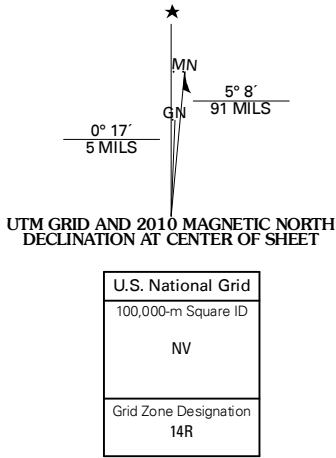 ★
MN
5° 8´
91 MILS
GN
0° 17´
5 MILS
UTM GRID AND 2010 MAGNETIC NORTH
DECLINATION AT CENTER OF SHEET
U.S. National Grid
100,000-m Square ID
NV
Grid Zone Designation
14R